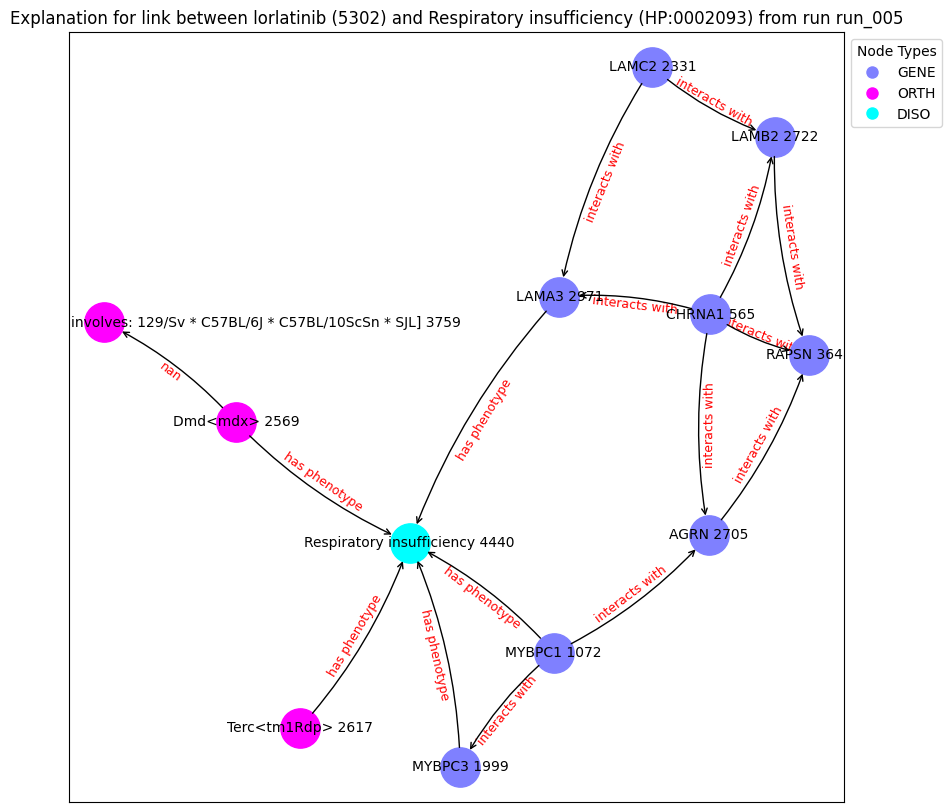 Explanation for link between lorlatinib (5302) and Respiratory insufficiency (HP:0002093) from run run_005
Node Types
GENE
ORTH
DISO
LAMC2 2331
interacts with
LAMB2 2722
interacts with
interacts with
interacts with
LAMA3 2971
interacts with
CHRNA1 565
interacts with
RAPSN 364
involves: 129/Sv * C57BL/6J * C57BL/10ScSn * SJL] 3759
nan
Dmd<mdx> 2569
has phenotype
has phenotype
interacts with
interacts with
Respiratory insufficiency 4440
AGRN 2705
has phenotype
interacts with
has phenotype
has phenotype
MYBPC1 1072
interacts with
Terc<tm1Rdp> 2617
MYBPC3 1999